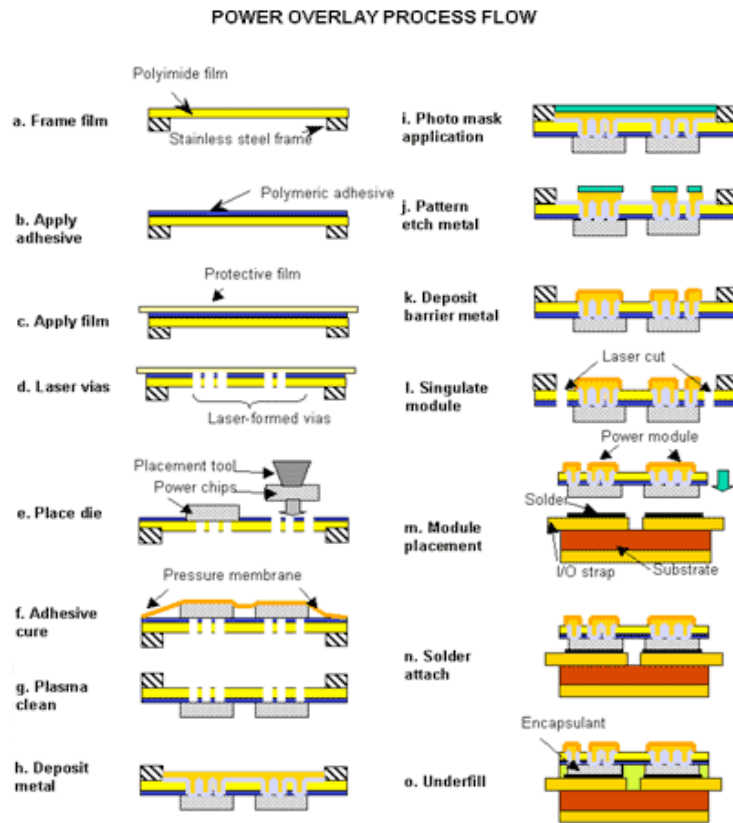 POWER OVERLAY PROCESS FLOW
Polyimide film
a. Frame film
Stainless steel frame
Polymeric adhesive
b. Apply
adhesive
Protective film
c. Apply film
d. Laser vias
Laser-formed vias
Placement tool
Power chips
e. Place die
Pressure membrane
f. Adhesive
cure
g. Plasma
clean
h. Deposit
metal
i. Photo mask
application
j. Pattern
etch metal
k. Deposit
barrier metal
Laser cut
l. Singulate
module
Power module
Solder
m. Module
placement
I/O strap
Substrate
n. Solder
attach
Encapsulant
o. Underfill